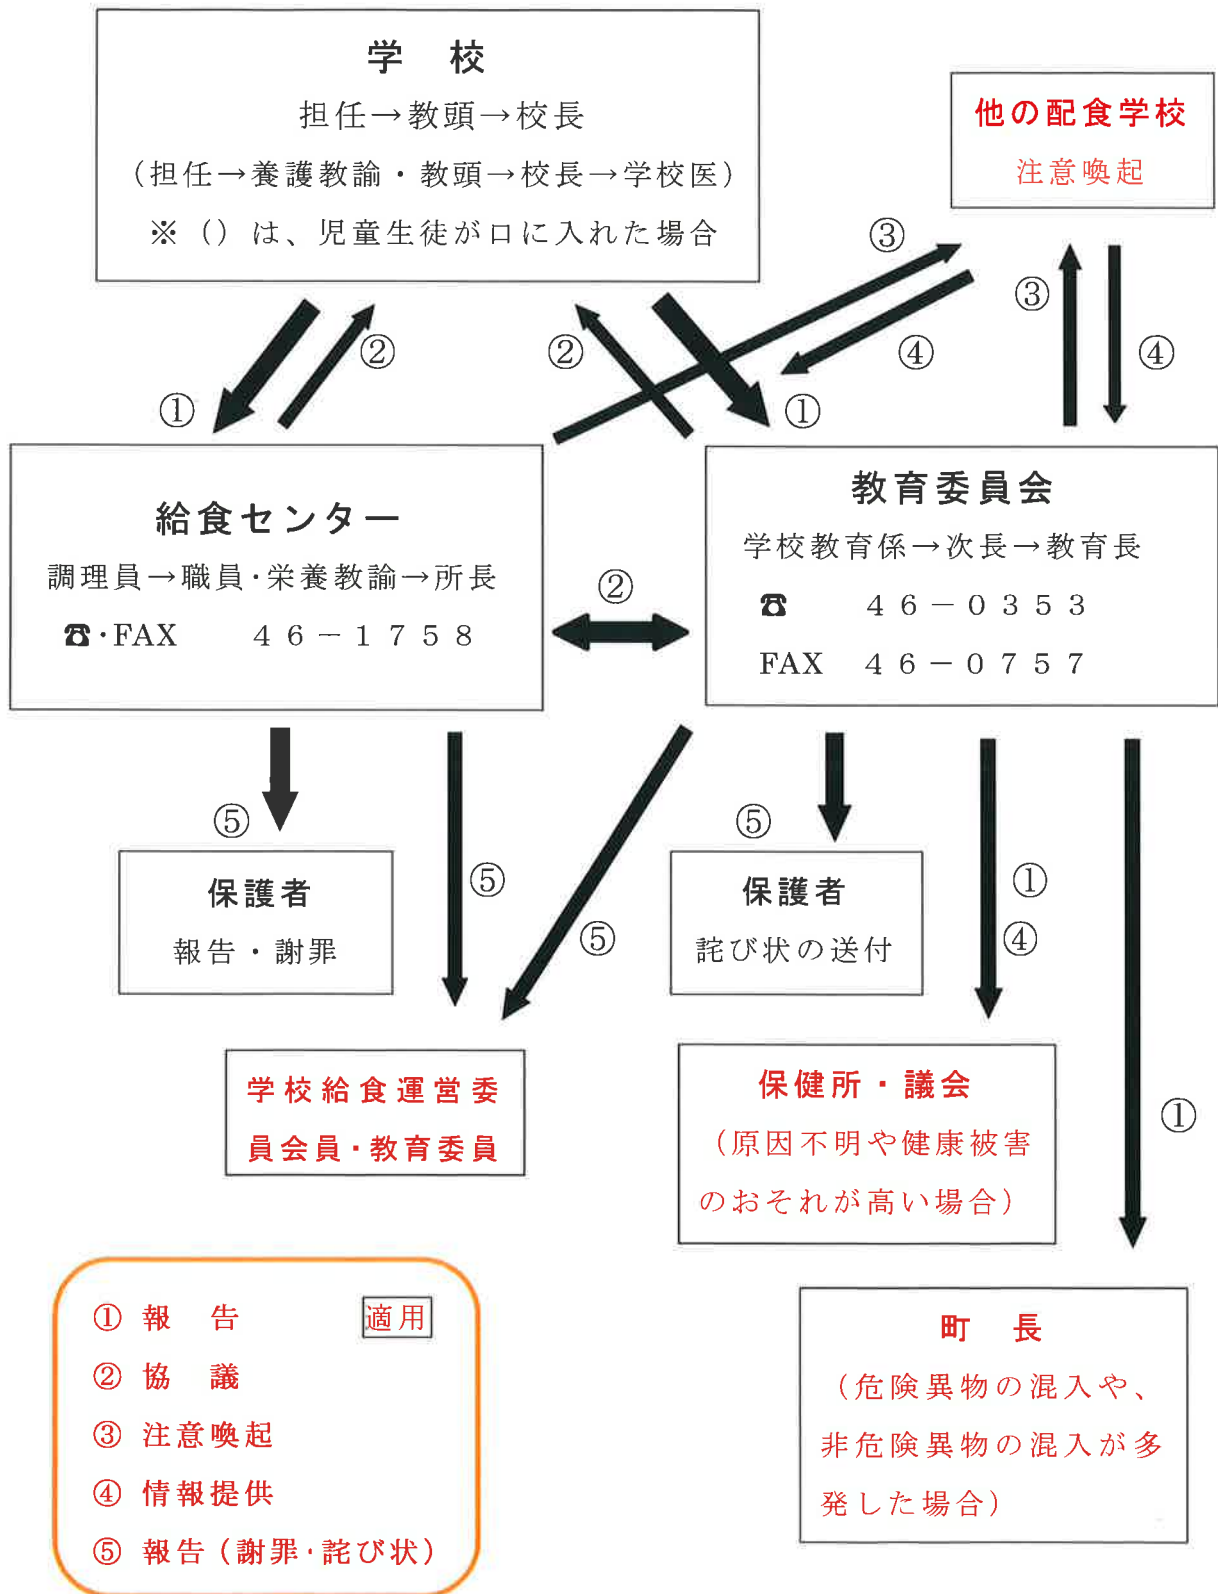 学　校
担任→教頭→校長
（担任→養護教諭・教頭→校長→学校医）
※（）は、児童生徒が口に入れた場合
他の配食学校
注意喚起
③
③
②
②
④
④
①
①
給食センター
調理員→職員・栄養教諭→所長
☎・FAX　　４６－１７５８
②
教育委員会
学校教育係→次長→教育長
☎　　４６－０３５３
FAX　４６－０７５７
⑤
⑤
⑤
⑤
①
④
①
保護者
報告・謝罪
保護者
詫び状の送付
学校給食運営委
員会員・教育委員
保健所・議会
（原因不明や健康被害
のおそれが高い場合）
町　長
（危険異物の混入や、
非危険異物の混入が多
発した場合）
① 報　告　　適用
② 協　議
③ 注意喚起
④ 情報提供
⑤ 報告（謝罪・詫び状）